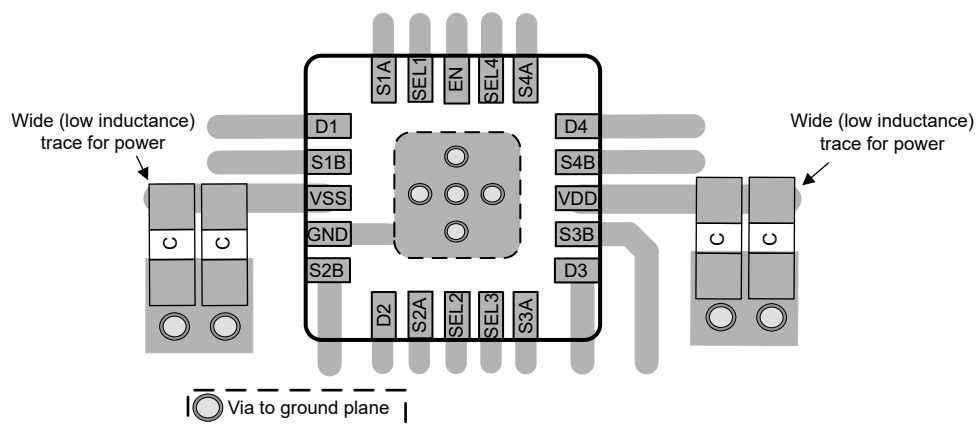 S1A
SEL1
EN
SEL4
S4A
Wide (low inductance)
trace for power
Wide (low inductance)
trace for power
D1
S1B
VSS
GND
S2B
D4
S4B
VDD
S3B
D3
C
C
C
C
D2
S2A
SEL2
SEL3
S3A
Via to ground plane